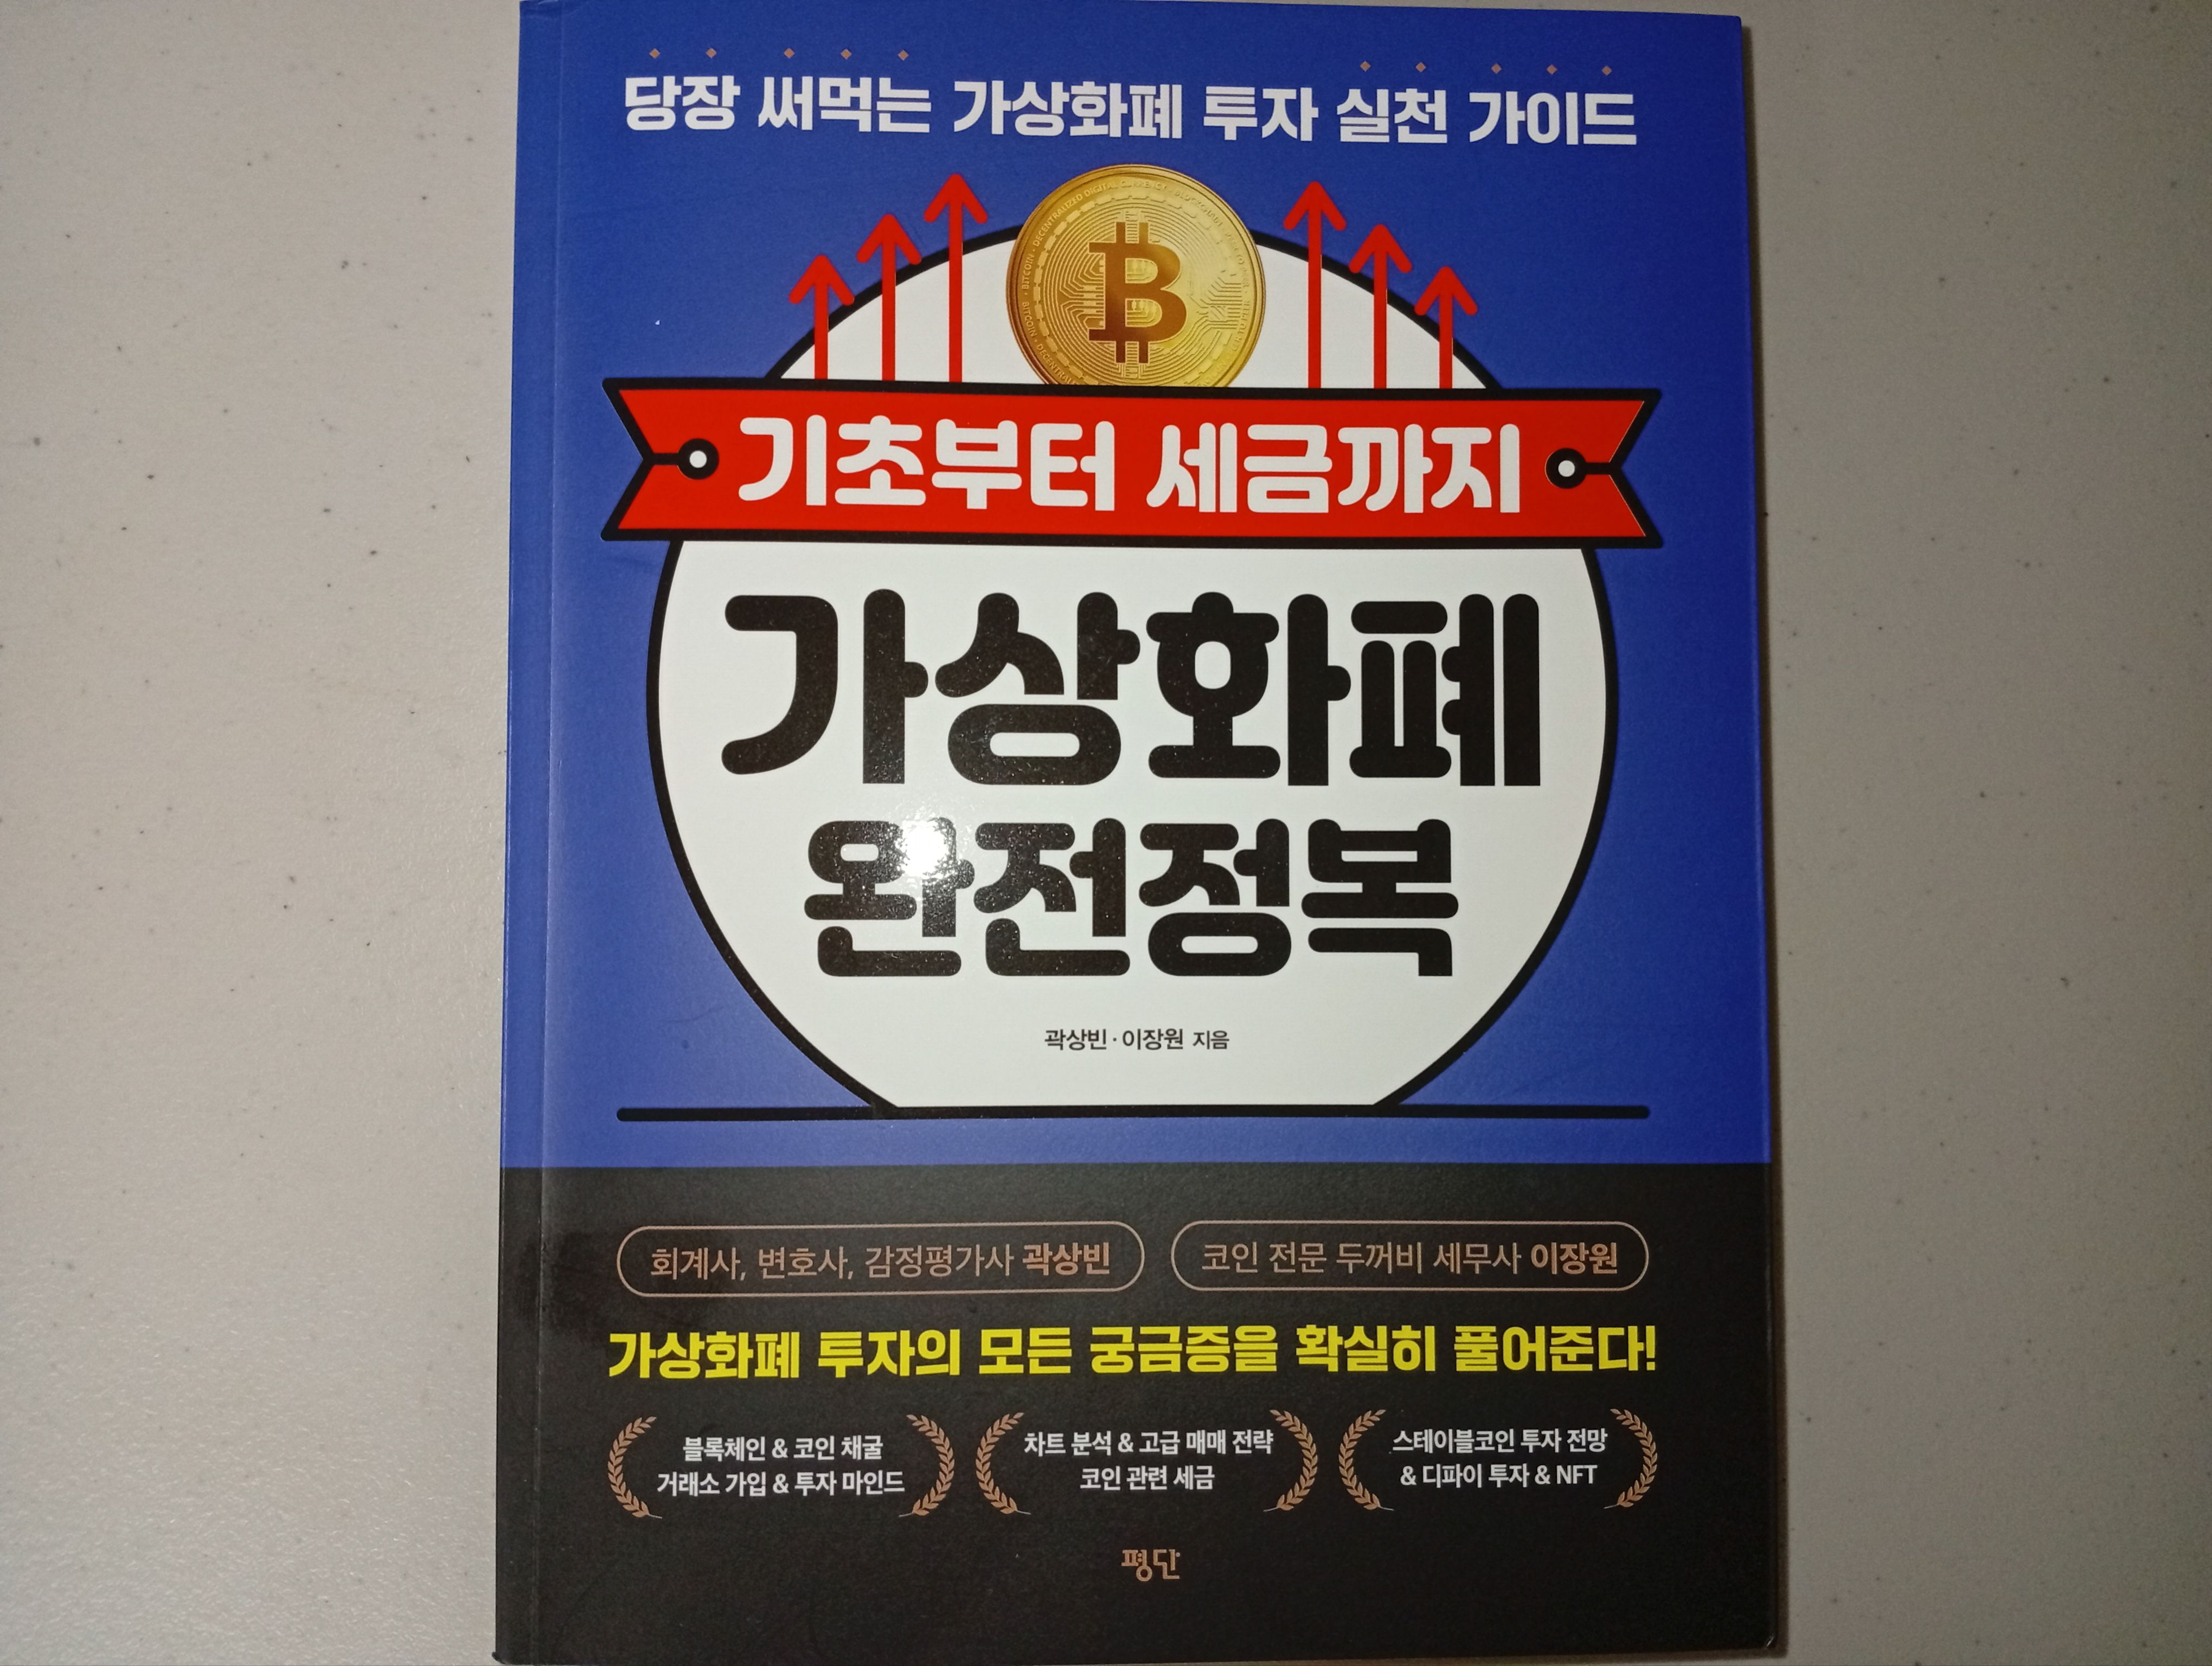 당장 써먹는 가상화폐 투자 실천 가이드
기초부터 세금까지
가상화폐
완전정복
곽상빈·이장원 지음
회계사, 변호사, 감정평가사 곽상빈
코인 전문 두꺼비 세무사 이장원
가상화폐 투자의 모든 궁금증을 확실히 풀어준다!
블록체인 & 코인 채굴
거래소 가입 & 투자 마인드
차트 분석 & 고급 매매 전략
코인 관련 세금
스테이블코인 투자 전망
& 디파이 투자 & NFT
평단